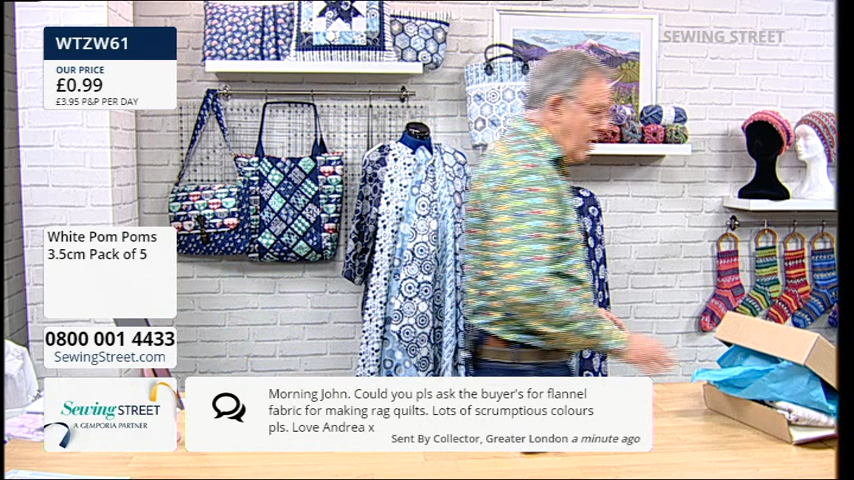 WTZW61
SEWING STREET
OUR PRICE
£0.99
£3.95 P&P PER DAY
White Pom Poms
3.5cm Pack of 5
0800 001 4433
SewingStreet.com
Sewing STREET
A GEMPORIA PARTNER
Morning John. Could you pls ask the buyer's for flannel
fabric for making rag quilts. Lots of scrumptious colours
pls. Love Andrea x
Sent By Collector, Greater London a minute ago